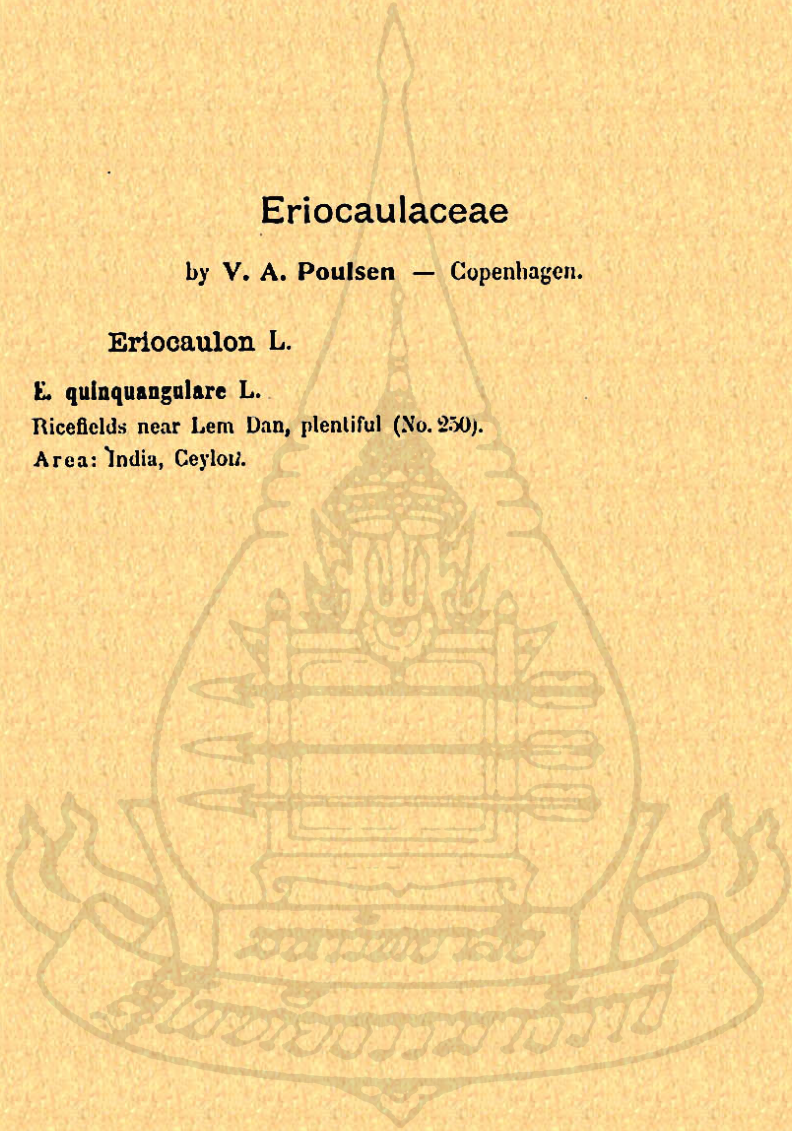 Eriocaulaceae
by V. A. Poulsen — Copenhagen.
Eriocaulon L.
E. quinquangulare L.
Ricefields near Lem Dan, plentiful (No. 250).
Area: India, Ceylon.